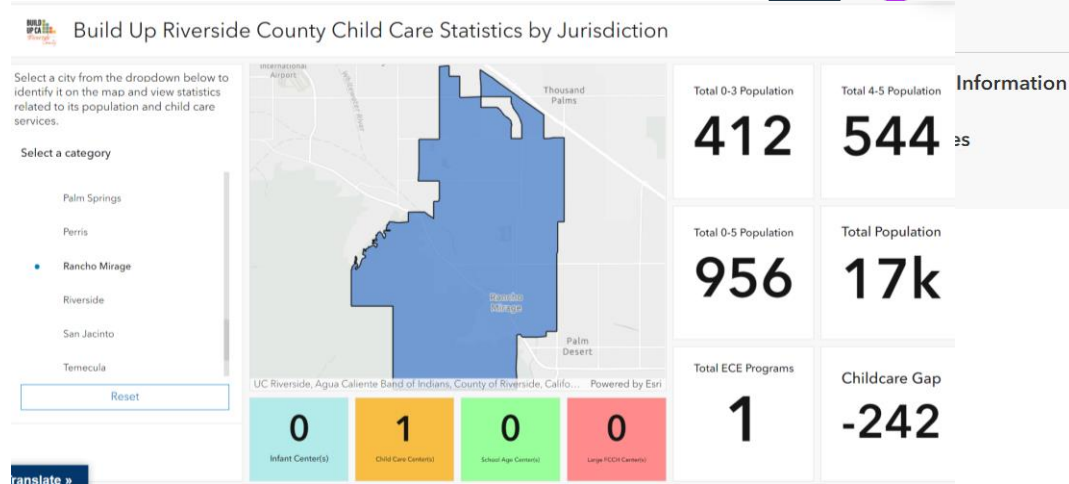 BUILD
UP CA
Riverside
County
Build Up Riverside County Child Care Statistics by Jurisdiction
Select a city from the dropdown below to
identify it on the map and view statistics
related to its population and child care
services.
Select a category
Palm Springs
Perris
Rancho Mirage
Riverside
San Jacinto
Temecula
Reset
ranslate »
International
Airport
Whitewater River
Thousand
Palms
Rancho
Mirage
Palm
Desert
UC Riverside, Agua Caliente Band of Indians, County of Riverside, Califo... Powered by Esri
0
Infant Center(s)
1
Child Care Center(s)
0
School Age Center(s)
0
Large FCCH Center(s)
Total 0-3 Population
412
Total 4-5 Population
544
Total 0-5 Population
956
Total Population
17k
Total ECE Programs
1
Childcare Gap
-242
Information
es